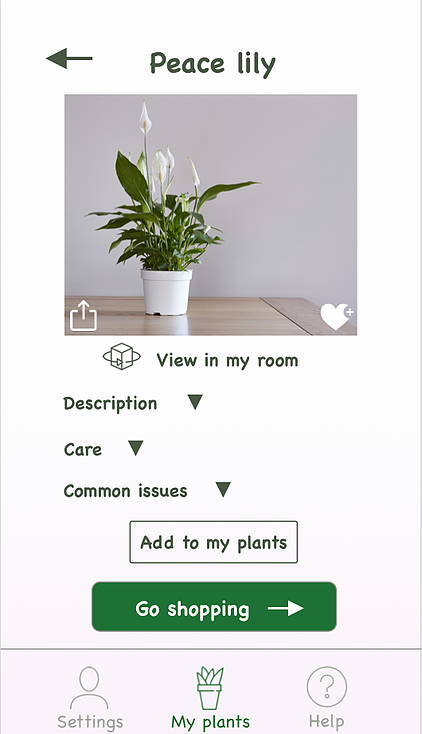 Peace lily
View in my room
Description
Care
Common issues
Add to my plants
Go shopping
Settings
My plants
Help